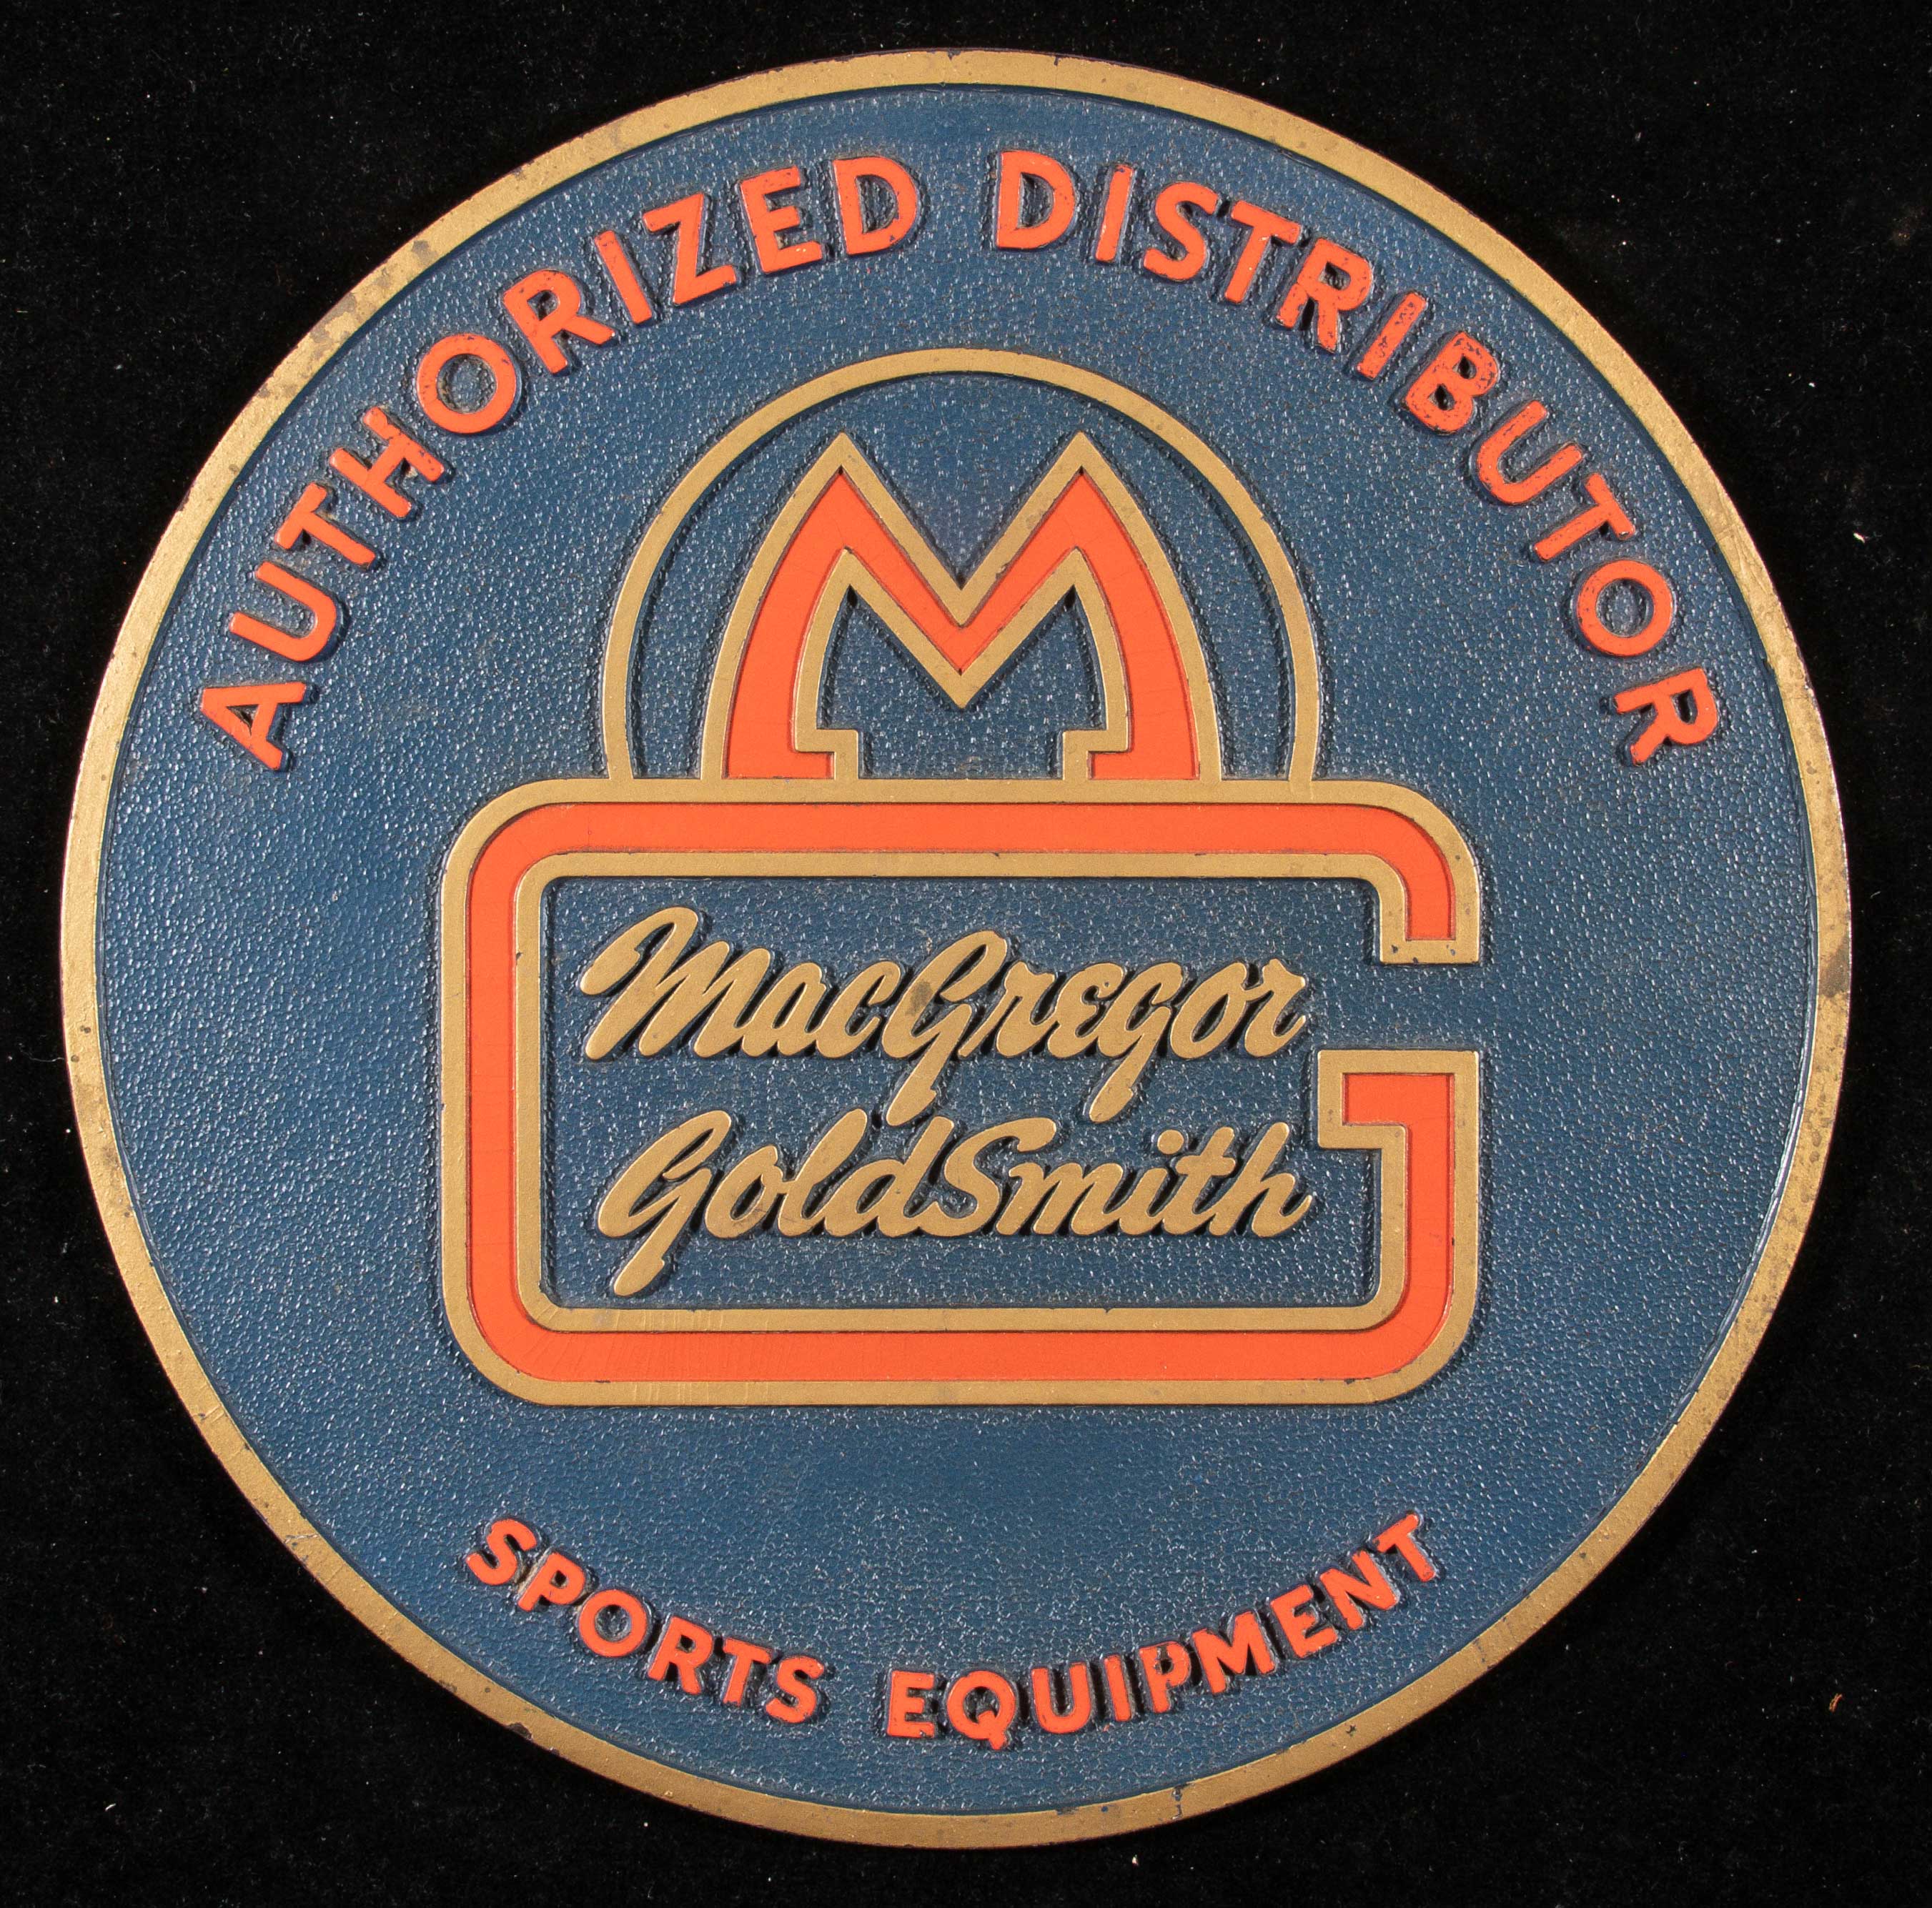 AUTHORIZED DISTRIBUTOR
M
G
MacGregor
GoldSmith
SPORTS EQUIPMENT